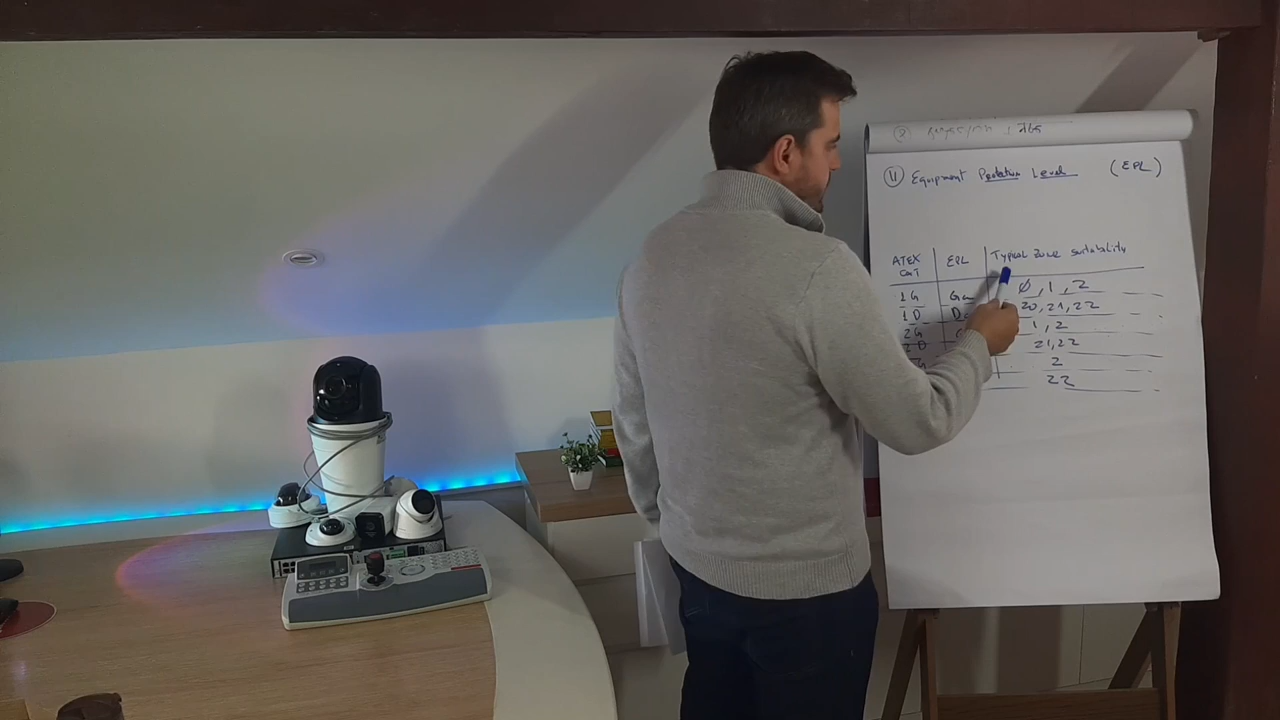 (4) Equipment Protection Level (EPL)
ATEX CAT | EPL | Typical Zone suitability
1G | Ga | 0, 1, 2
1D | 20, 21, 22
2G | 1, 2
2D | 21, 22
2
22